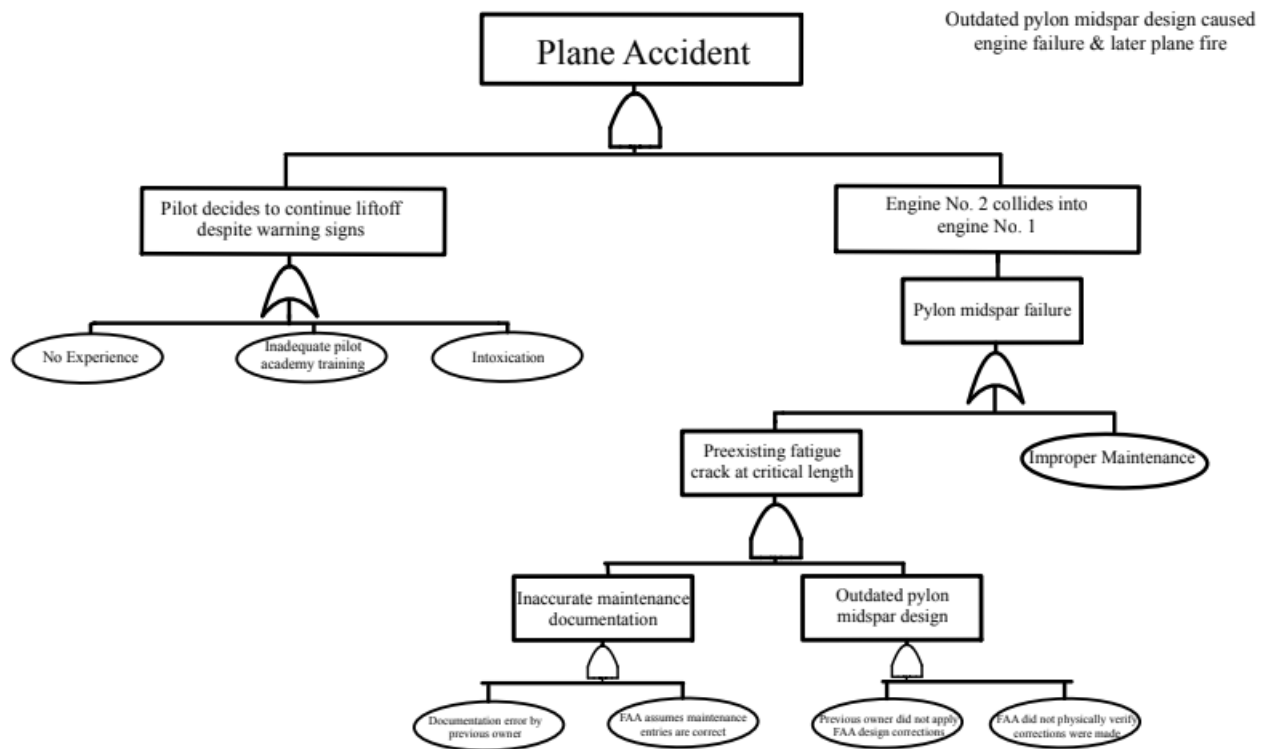 Outdated pylon midspar design caused
engine failure & later plane fire
Plane Accident
Pilot decides to continue liftoff
despite warning signs
Engine No. 2 collides into
engine No. 1
Pylon midspar failure
No Experience
Inadequate pilot
academy training
Intoxication
Preexisting fatigue
crack at critical length
Improper Maintenance
Inaccurate maintenance
documentation
Outdated pylon
midspar design
Documentation error by
previous owner
FAA assumes maintenance
entries are correct
Previous owner did not apply
FAA design corrections
FAA did not physically verify
corrections were made